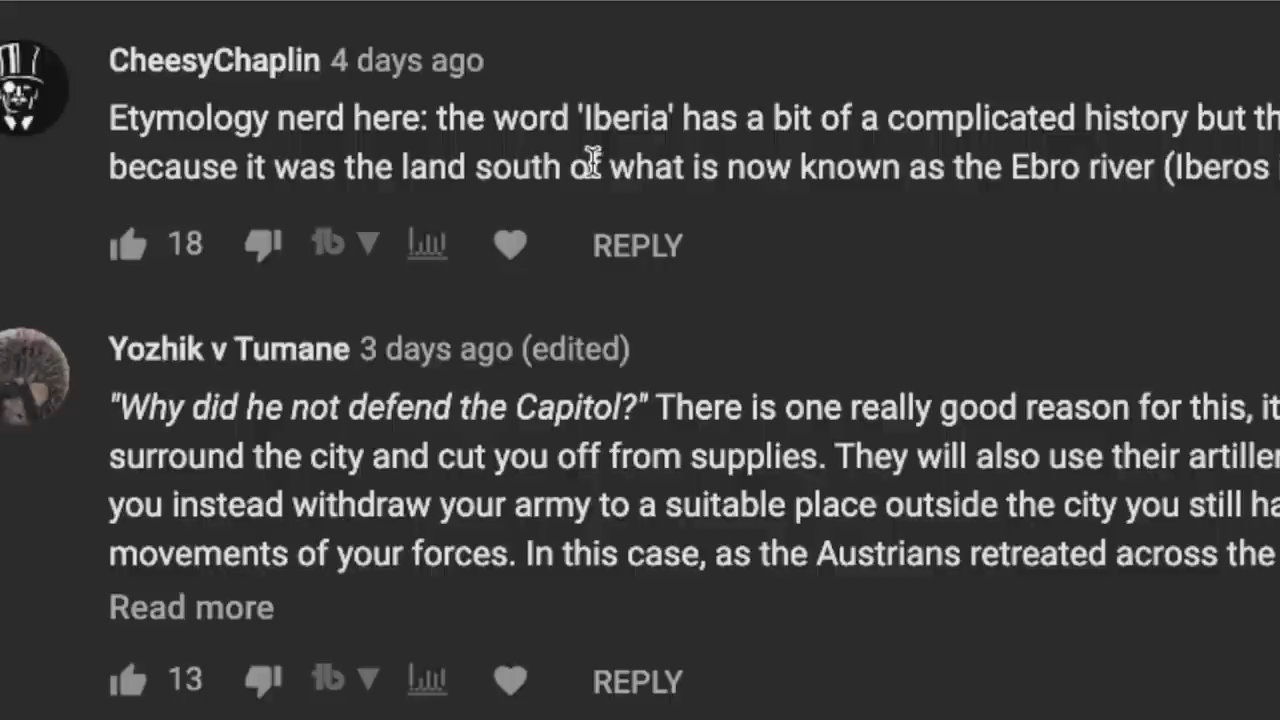 CheesyChaplin 4 days ago
Etymology nerd here: the word 'Iberia' has a bit of a complicated history but th
because it was the land south of what is now known as the Ebro river (Iberos
18 REPLY
Yozhik v Tumane 3 days ago (edited)
"Why did he not defend the Capitol?" There is one really good reason for this, it
surround the city and cut you off from supplies. They will also use their artiller
you instead withdraw your army to a suitable place outside the city you still ha
movements of your forces. In this case, as the Austrians retreated across the
Read more
13 REPLY